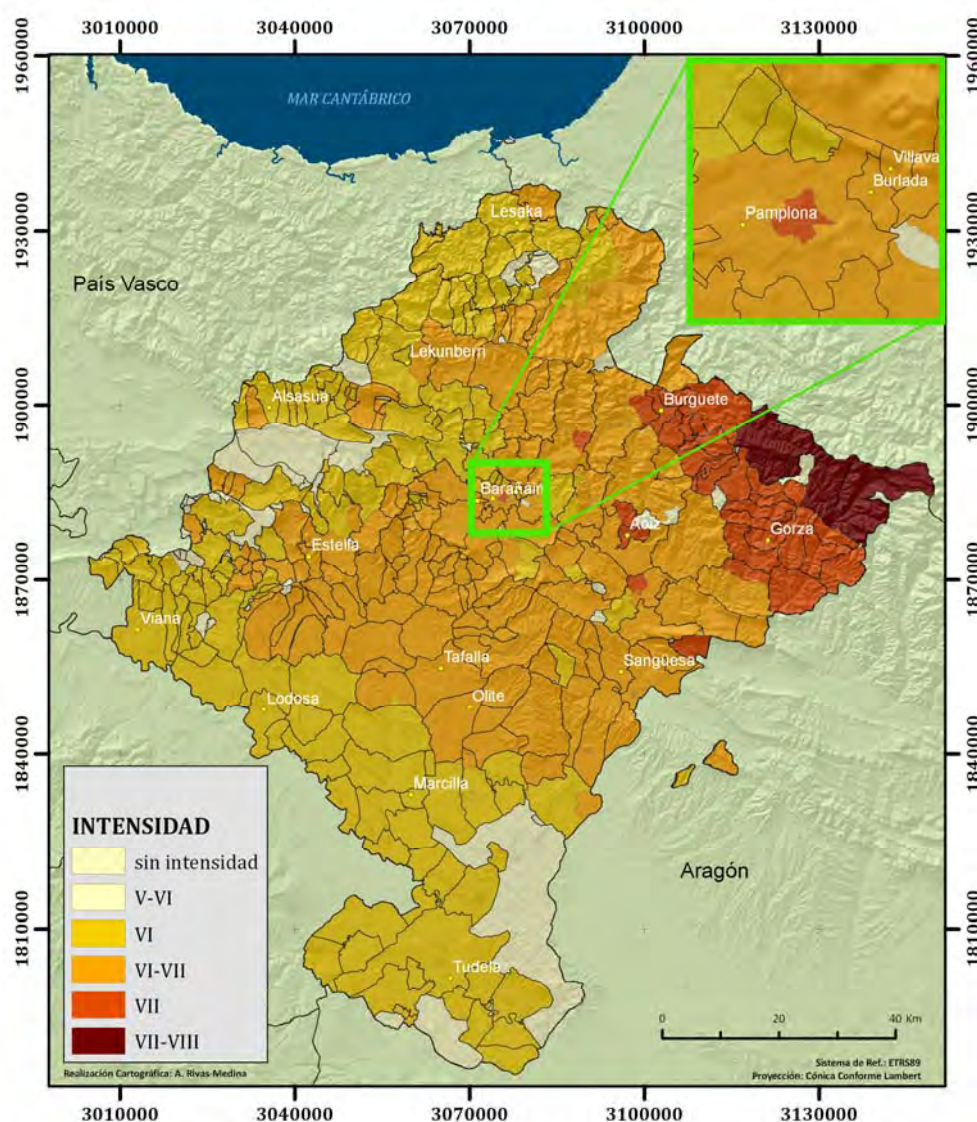 3010000 3040000 3070000 3100000 3130000
1960000 1960000
MAR CANTÁBRICO
Villava
Burlada
Pamplona
1930000 1930000
Lesaka
País Vasco
Lekunberri
1900000 1900000
Alsasua
Burguete
Barañáin
Aoiz
Gorza
Estella
1870000 1870000
Viana
Tafalla
Sangüesa
Lodosa
Olite
1840000 1840000
Marcilla
INTENSIDAD
sin intensidad
V-VI
VI
VI-VII
VII
VII-VIII
Aragón
1810000 1810000
Tudela
0 20 40 Km
Realización Cartográfica: A. Rivas-Medina
Sistema de Ref.: ETRS89
Proyección: Cónica Conforme Lambert
3010000 3040000 3070000 3100000 3130000